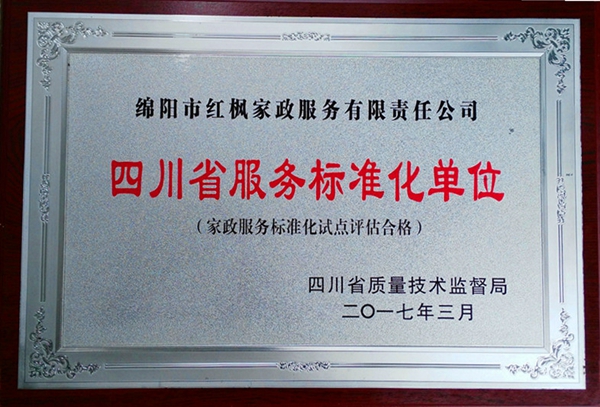 绵阳市红枫家政服务有限责任公司
四川省服务标准化单位
（家政服务标准化试点评估合格）
四川省质量技术监督局
二〇一七年三月